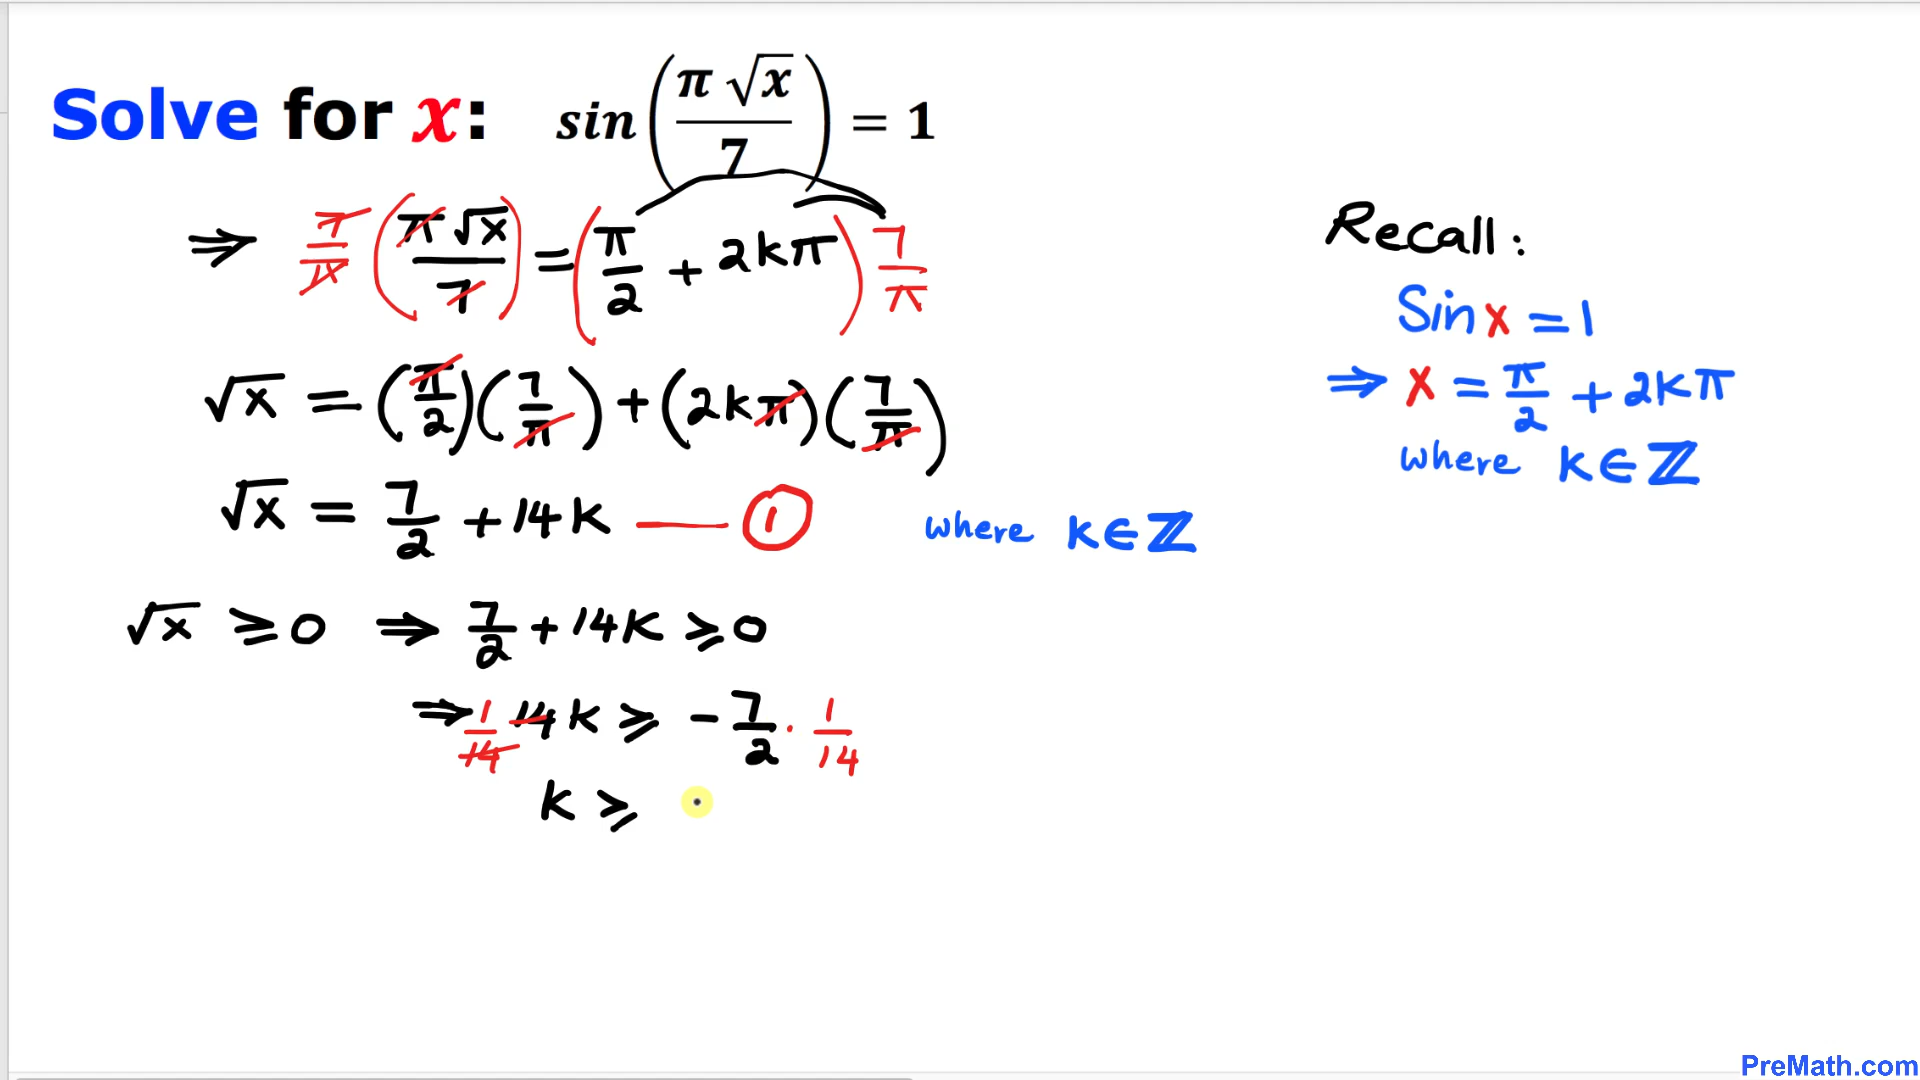 Solve for x: sin(π √x / 7) = 1
⇒ 7/π (π √x / 7) = (π/2 + 2kπ) 7/π
√x = (π/2)(7/π) + (2kπ)(7/π)
√x = 7/2 + 14k — ① where k ∈ ℤ
√x ≥ 0 ⇒ 7/2 + 14k ≥ 0
⇒ 1/14 14k ≥ -7/2 · 1/14
k ≥
Recall:
Sin x = 1
⇒ x = π/2 + 2kπ
where k ∈ ℤ
PreMath.com